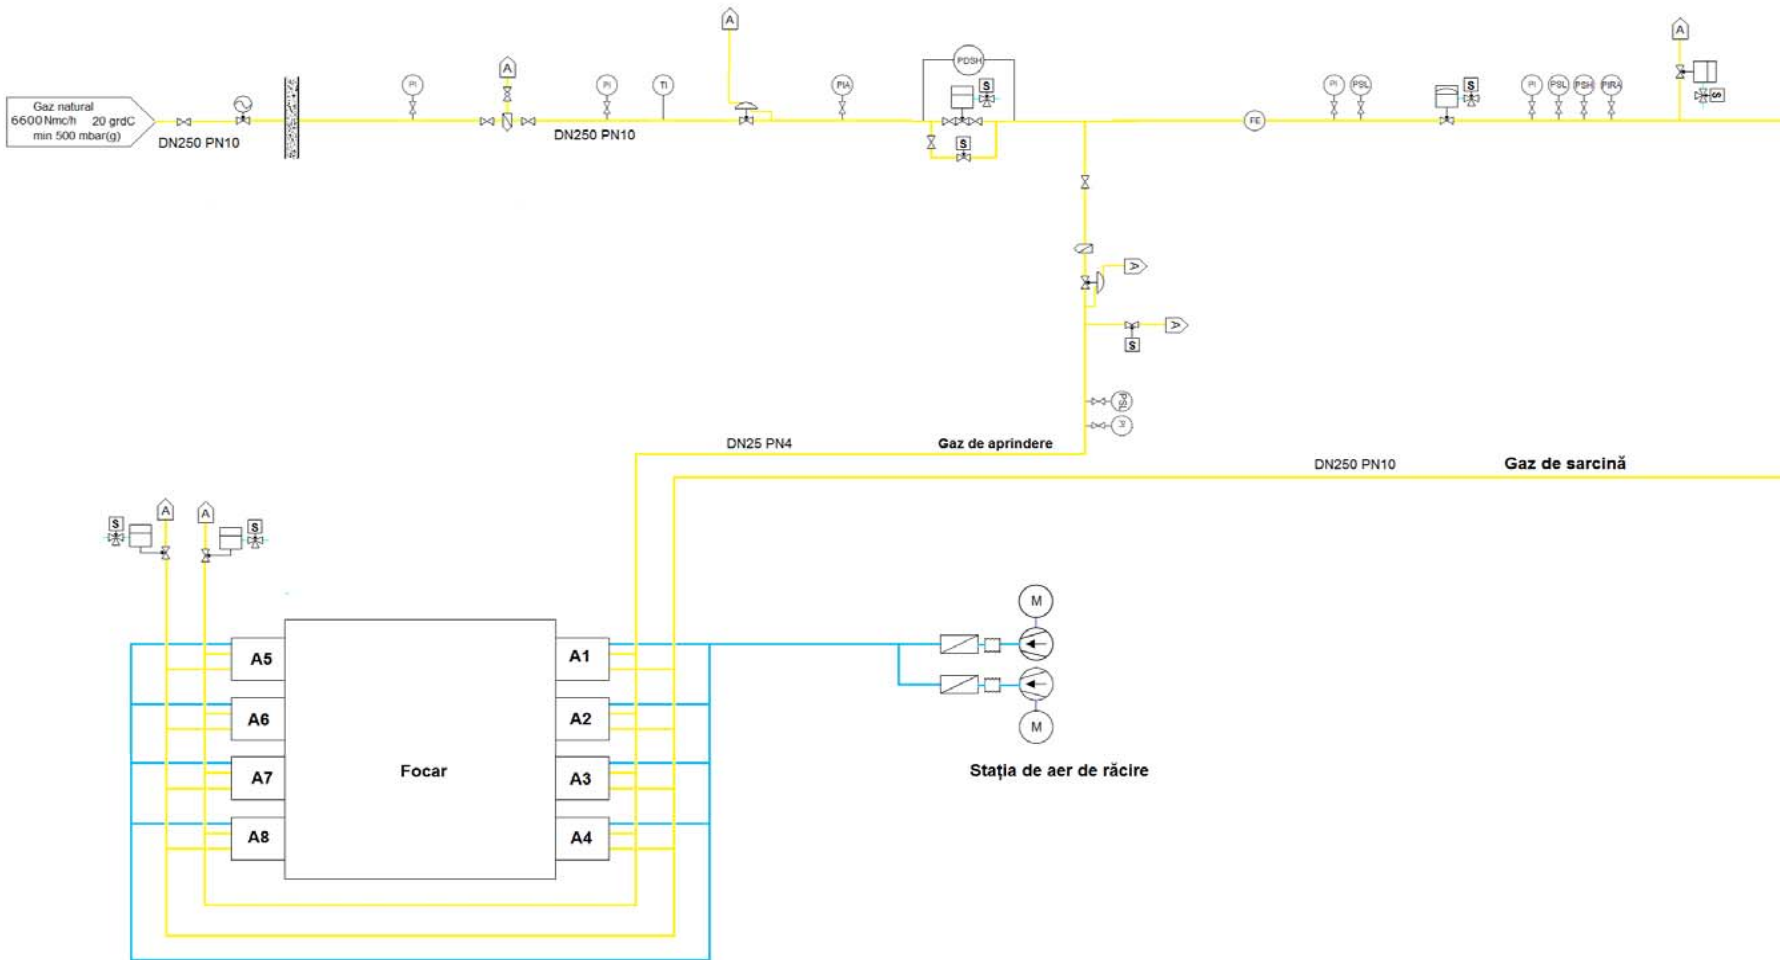 A
A
A
PDSH
S
S
S
S
PI
PI
TI
PIA
PI
PSL
PI
PSL
PSH
PIRA
Gaz natural
6600 Nmc/h 20 grdC
min 500 mbar(g)
DN250 PN10
DN250 PN10
FE
A
A
S
PSL
PI
DN25 PN4
Gaz de aprindere
DN250 PN10
Gaz de sarcină
S
A
A
S
M
A5
A1
A6
A2
M
A7
Focar
A3
Stația de aer de răcire
A8
A4